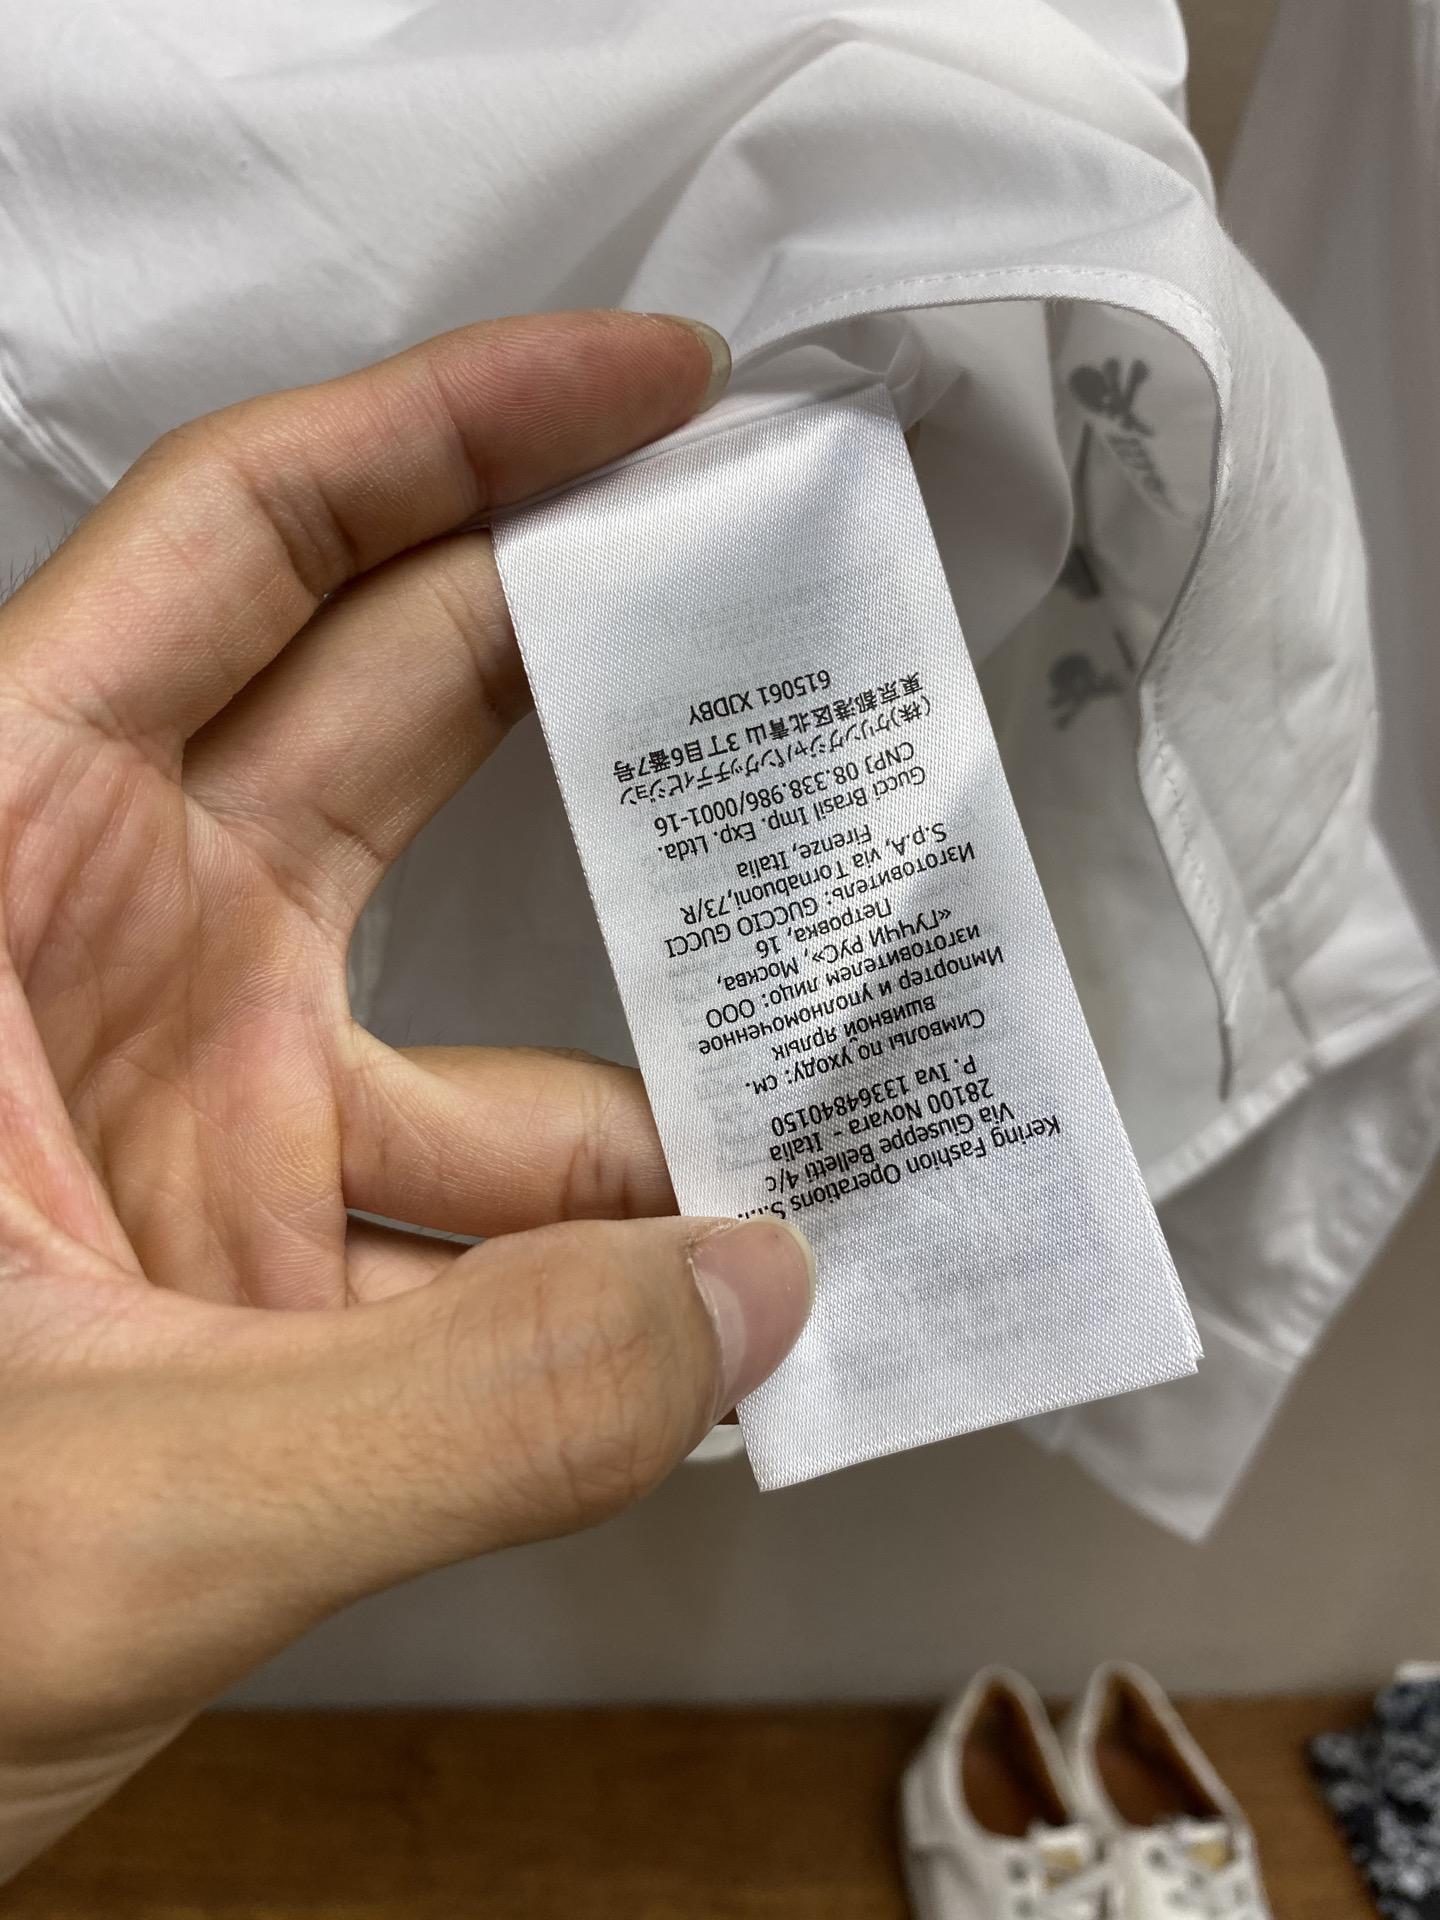 Kering Fashion Operations S.r.l.
Via Giuseppe Belletti 4/c
28100 Novara - Italia
P. Iva 13364840150
Символы по уходу: см.
вшивной ярлык
Импортер и уполномоченное
изготовителем лицо: ООО
«ГУЧЧИ РУС», Москва,
Петровка, 16
Изготовитель: GUCCIO GUCCI
S.p.A, via Tornabuoni,73/R
Firenze, Italia
Gucci Brasil Imp. Exp. Ltda.
CNPJ 08.338.986/0001-16
(株)ケリングジャパングッチディビジョン
東京都港区北青山 3丁目6番7号
615061 XJDBY